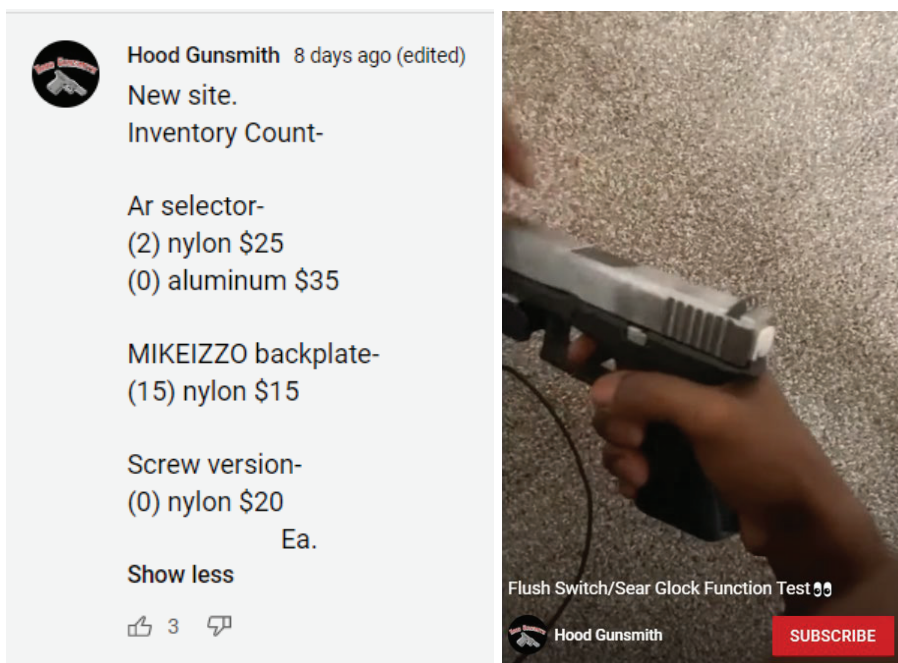 Hood Gunsmith 8 days ago (edited)
New site.
Inventory Count-
Ar selector-
(2) nylon $25
(0) aluminum $35
MIKEIZZO backplate-
(15) nylon $15
Screw version-
(0) nylon $20
Ea.
Show less
3
Flush Switch/Sear Glock Function Test👀
Hood Gunsmith
SUBSCRIBE